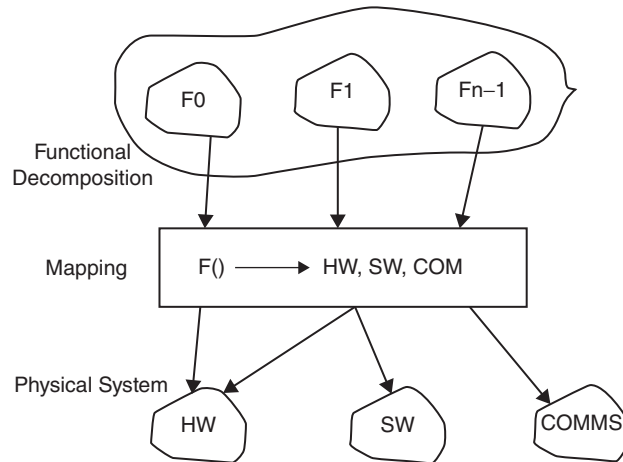 F0
F1
Fn–1
Functional
Decomposition
Mapping
F()
HW, SW, COM
Physical System
HW
SW
COMMS